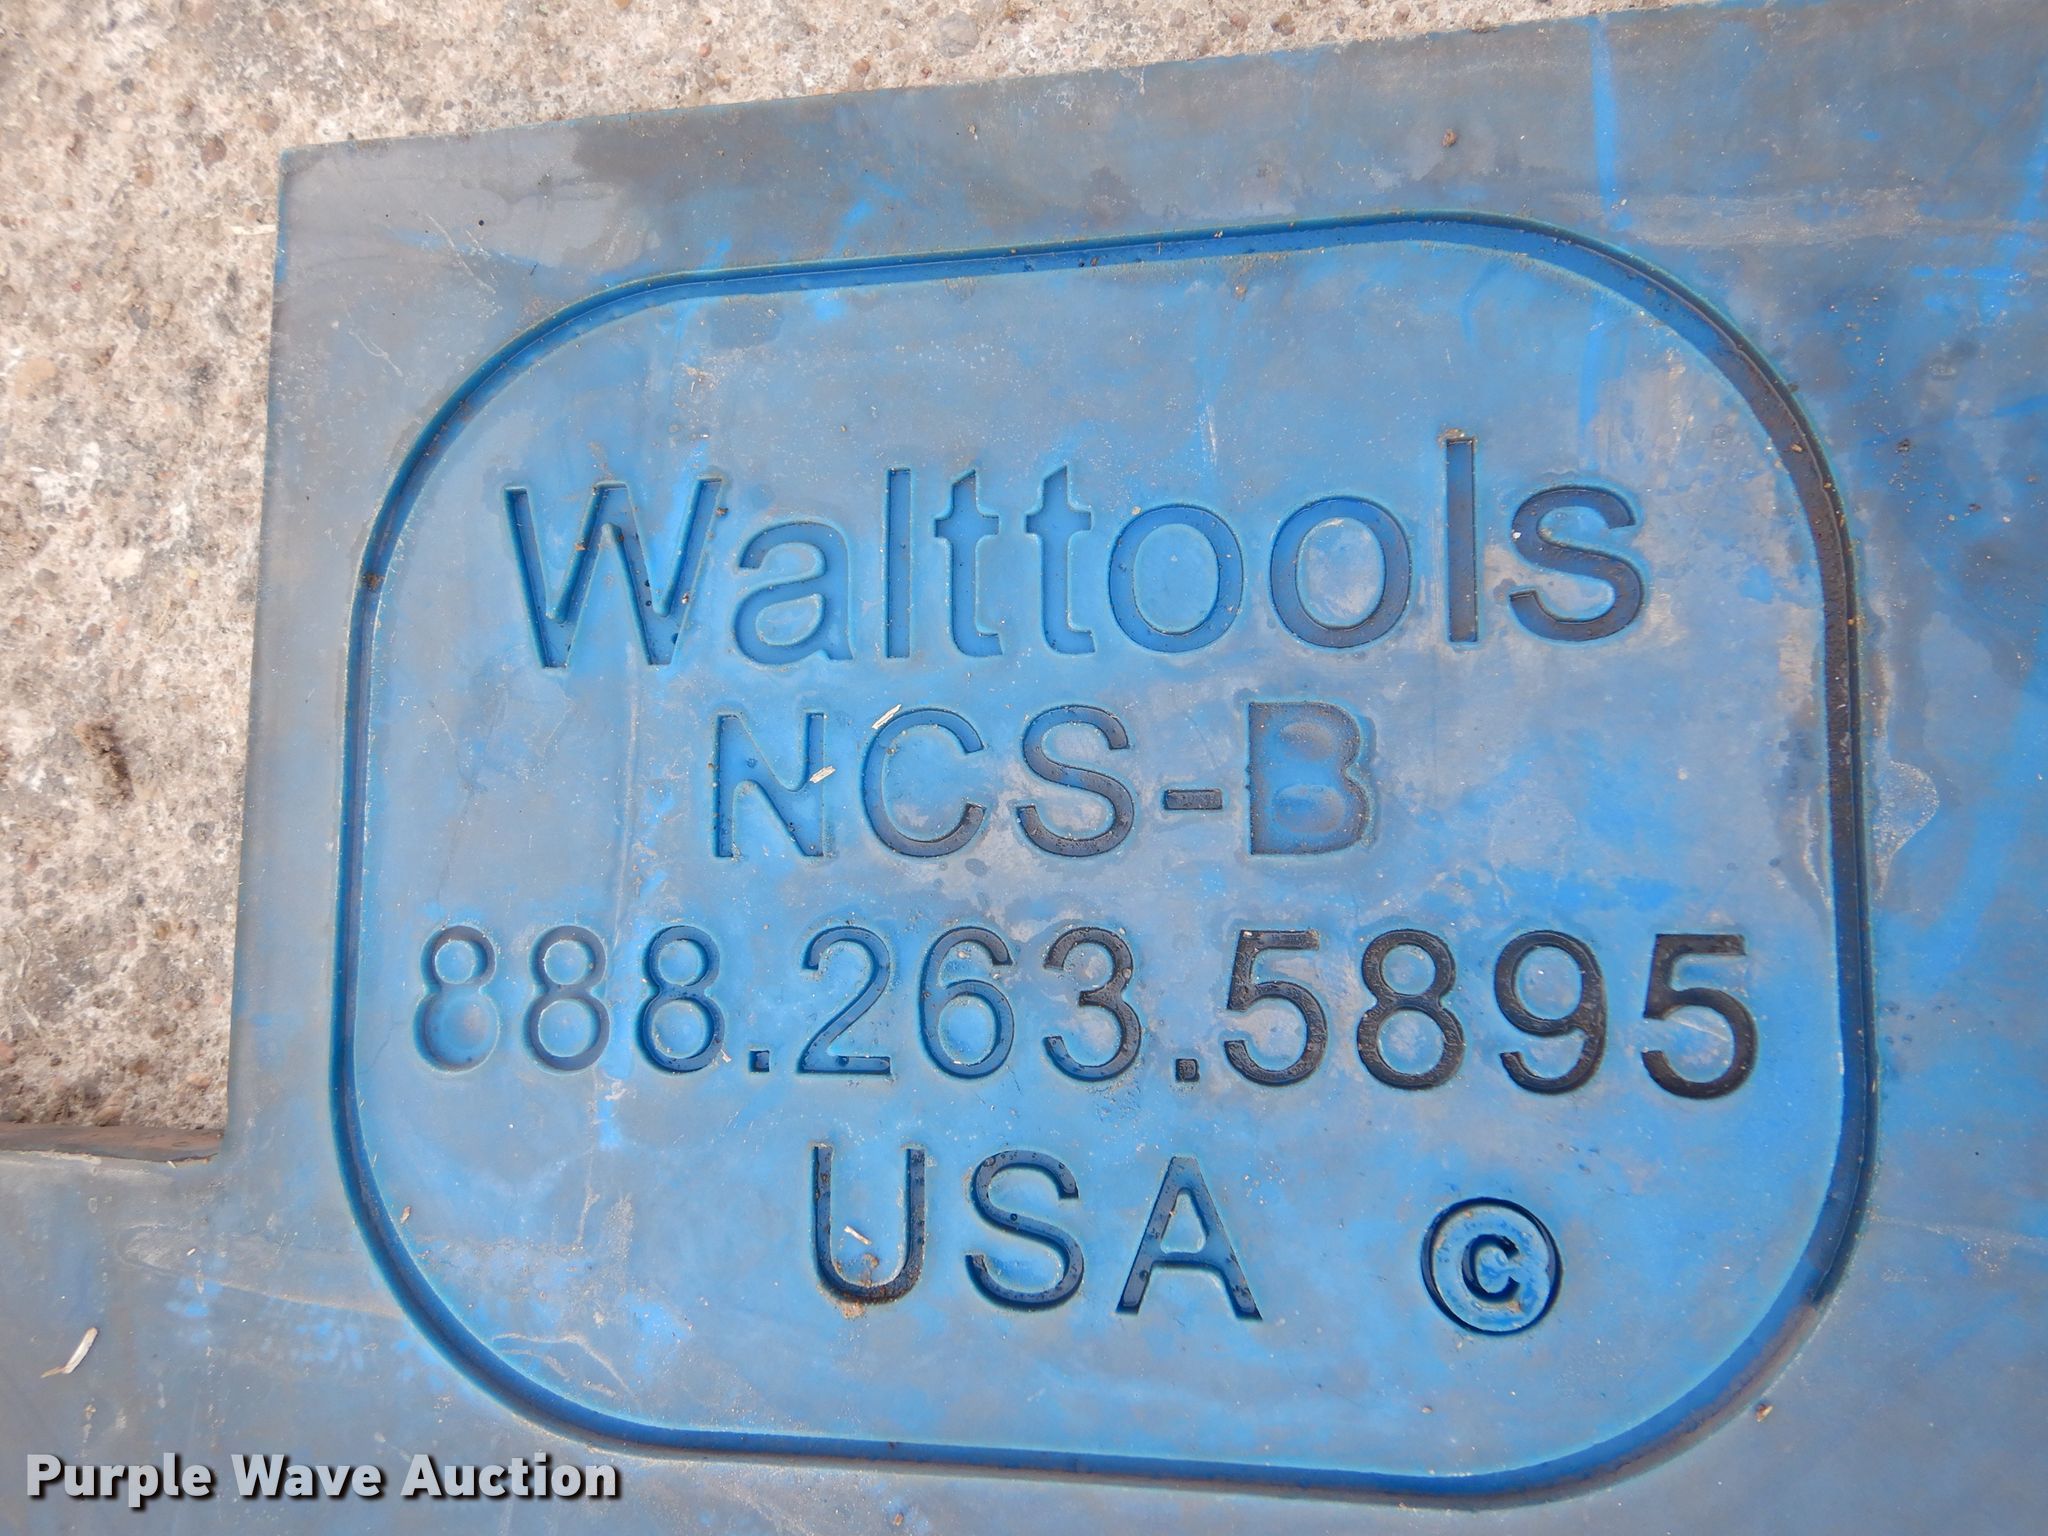 Walttools
NCS-B
888.263.5895
USA ©
Purple Wave Auction